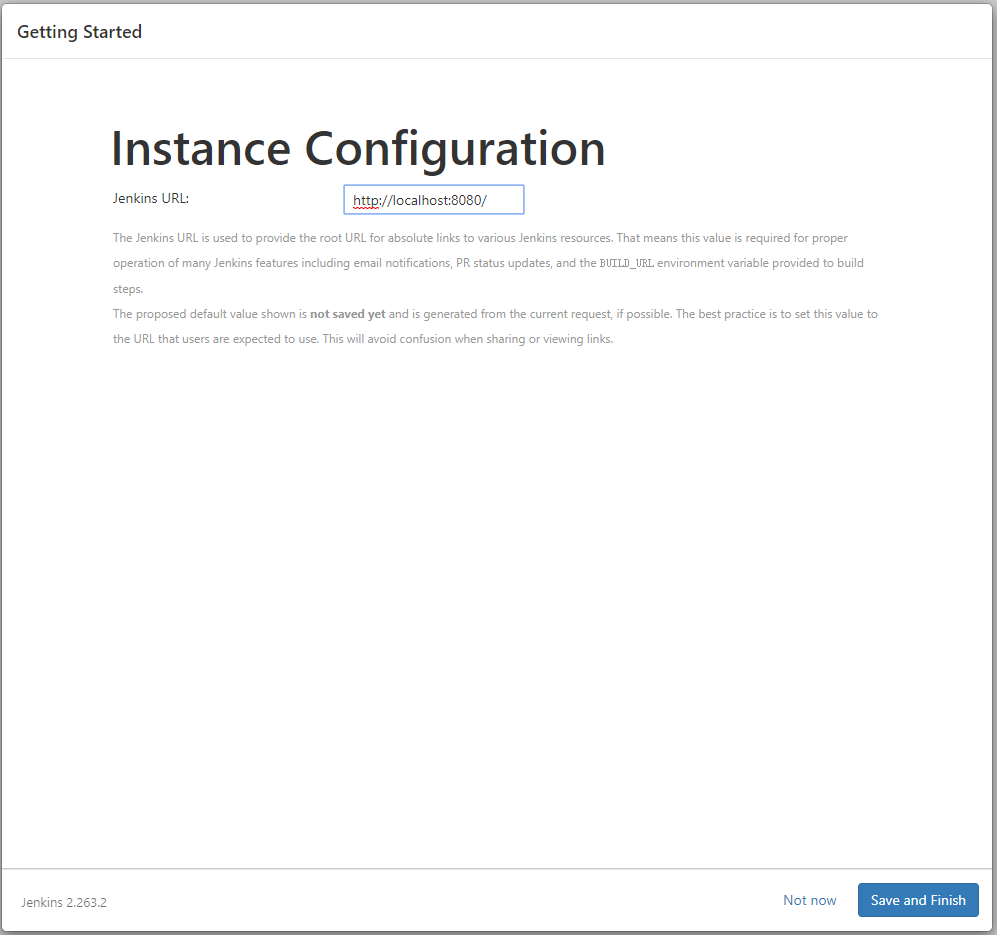 Getting Started
Instance Configuration
Jenkins URL:
http://localhost:8080/
The Jenkins URL is used to provide the root URL for absolute links to various Jenkins resources. That means this value is required for proper
operation of many Jenkins features including email notifications, PR status updates, and the BUILD_URL environment variable provided to build
steps.
The proposed default value shown is not saved yet and is generated from the current request, if possible. The best practice is to set this value to
the URL that users are expected to use. This will avoid confusion when sharing or viewing links.
Jenkins 2.263.2
Not now
Save and Finish